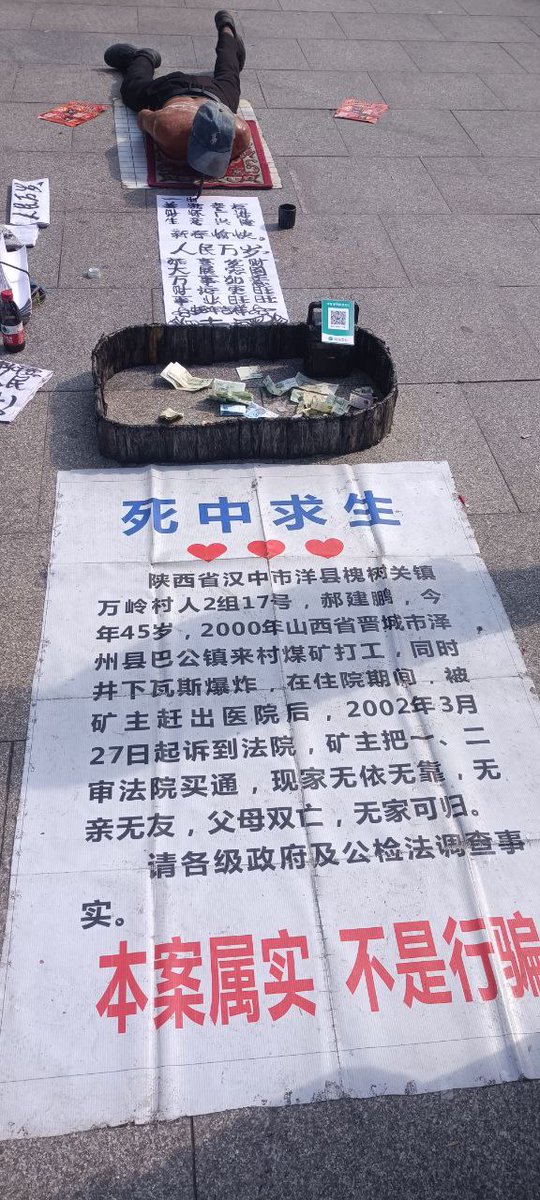 新春愉快。
人民万岁
死中求生
陕西省汉中市洋县槐树关镇
万岭村人2组17号，郝建鹏，今
年45岁，2000年山西省晋城市泽
州县巴公镇来村煤矿打工，同时
井下瓦斯爆炸，在住院期间，被
矿主赶出医院后，2002年3月
27日起诉到法院，矿主把一、二
审法院买通，现家无依无靠，无
亲无友，父母双亡，无家可归。
请各级政府及公检法调查事
实。
本案属实 不是行骗